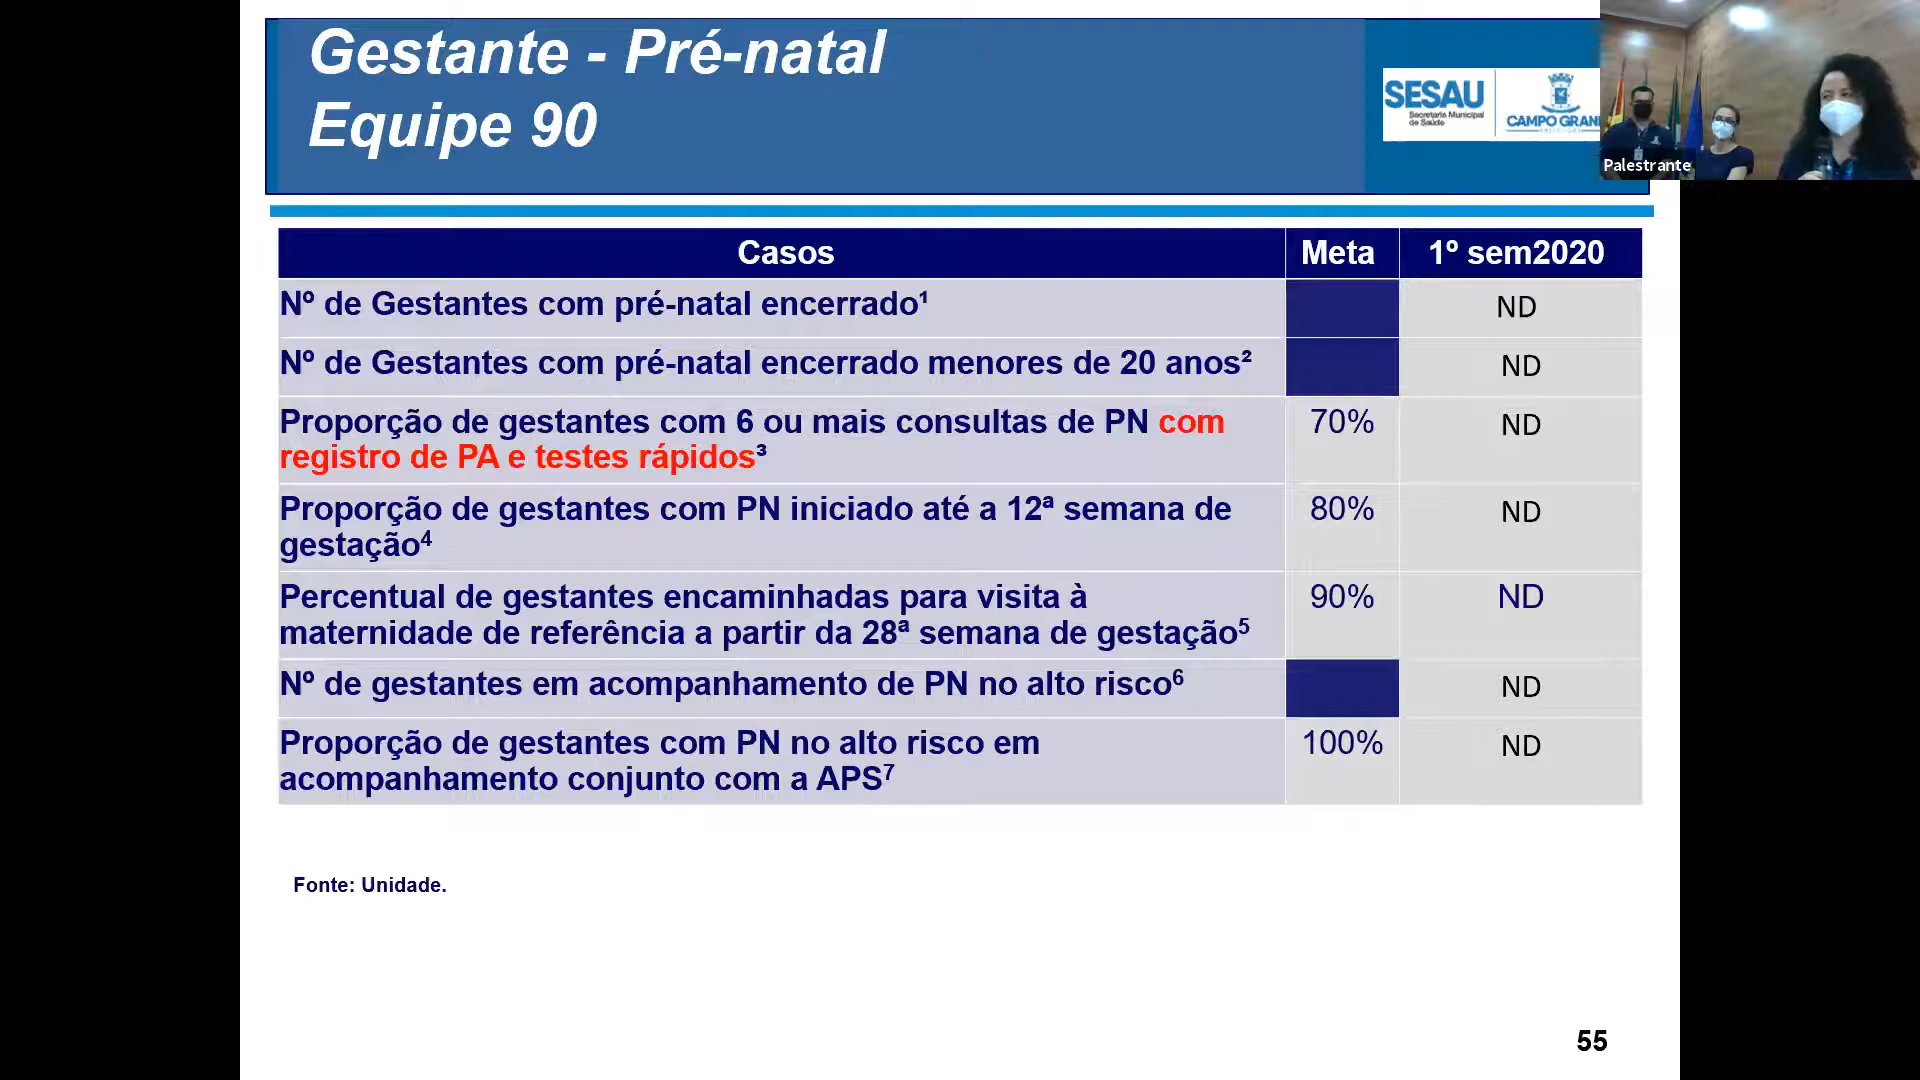 Gestante - Pré-natal
Equipe 90
SESAU
Secretaria Municipal
de Saúde
CAMPO GRAN
Palestrante
Casos Meta 1º sem2020
Nº de Gestantes com pré-natal encerrado¹ ND
Nº de Gestantes com pré-natal encerrado menores de 20 anos² ND
Proporção de gestantes com 6 ou mais consultas de PN com 70% ND
registro de PA e testes rápidos³
Proporção de gestantes com PN iniciado até a 12ª semana de 80% ND
gestação⁴
Percentual de gestantes encaminhadas para visita à 90% ND
maternidade de referência a partir da 28ª semana de gestação⁵
Nº de gestantes em acompanhamento de PN no alto risco⁶ ND
Proporção de gestantes com PN no alto risco em 100% ND
acompanhamento conjunto com a APS⁷
Fonte: Unidade.
55